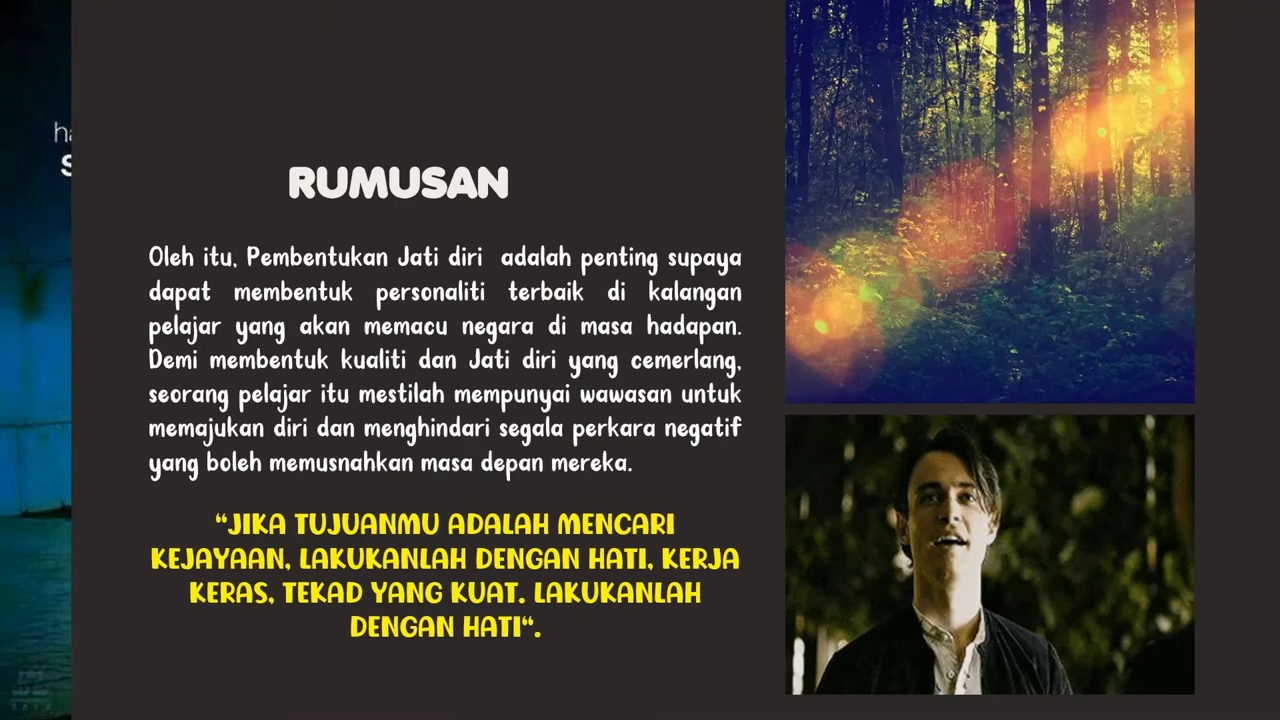 RUMUSAN
Oleh itu, Pembentukan Jati diri adalah penting supaya
dapat membentuk personaliti terbaik di kalangan
pelajar yang akan memacu negara di masa hadapan.
Demi membentuk kualiti dan Jati diri yang cemerlang,
seorang pelajar itu mestilah mempunyai wawasan untuk
memajukan diri dan menghindari segala perkara negatif
yang boleh memusnahkan masa depan mereka.
“JIKA TUJUANMU ADALAH MENCARI
KEJAYAAN, LAKUKANLAH DENGAN HATI, KERJA
KERAS, TEKAD YANG KUAT. LAKUKANLAH
DENGAN HATI“.